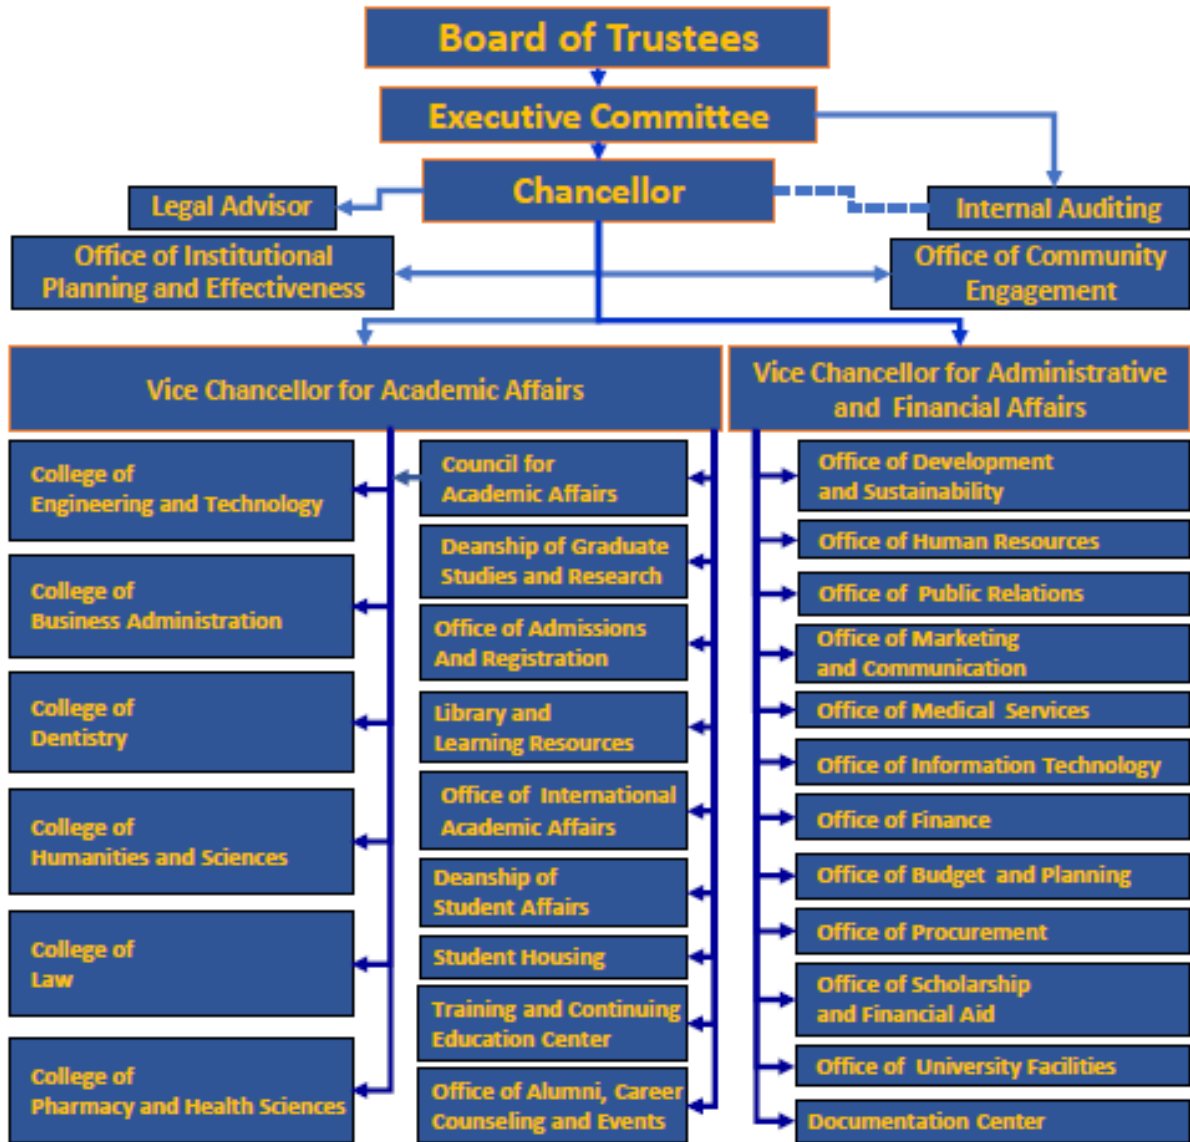 Board of Trustees
Executive Committee
Chancellor
Legal Advisor
Internal Auditing
Office of Institutional
Planning and Effectiveness
Office of Community
Engagement
Vice Chancellor for Academic Affairs
Vice Chancellor for Administrative
and Financial Affairs
College of
Engineering and Technology
College of
Business Administration
College of
Dentistry
College of
Humanities and Sciences
College of
Law
College of
Pharmacy and Health Sciences
Council for
Academic Affairs
Deanship of Graduate
Studies and Research
Office of Admissions
And Registration
Library and
Learning Resources
Office of International
Academic Affairs
Deanship of
Student Affairs
Student Housing
Training and Continuing
Education Center
Office of Alumni, Career
Counseling and Events
Office of Development
and Sustainability
Office of Human Resources
Office of Public Relations
Office of Marketing
and Communication
Office of Medical Services
Office of Information Technology
Office of Finance
Office of Budget and Planning
Office of Procurement
Office of Scholarship
and Financial Aid
Office of University Facilities
Documentation Center